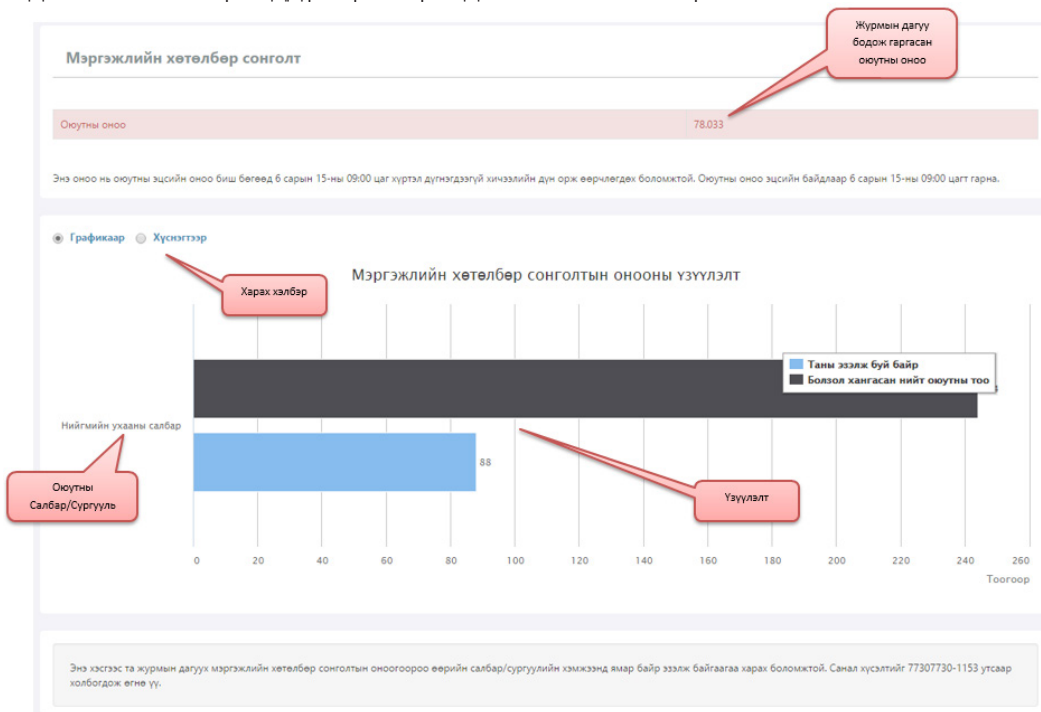 Журмын дагуу
бодож гаргасан
оюутны оноо
Мэргэжлийн хөтөлбөр сонголт
Оюутны оноо 78.033
Энэ оноо нь оюутны эцсийн оноо биш бөгөөд 6 сарын 15-ны 09:00 цаг хүртэл дүгнэгдээгүй хичээлийн дүн орж өөрчлөгдөх боломжтой. Оюутны оноо эцсийн байдлаар 6 сарын 15-ны 09:00 цагт гарна.
Графикаар Хүснэгтээр
Харах хэлбэр
Мэргэжлийн хөтөлбөр сонголтын онооны үзүүлэлт
Таны эзэлж буй байр
Болзол хангасан нийт оюутны тоо
Нийгмийн ухааны салбар
88
Оюутны
Салбар/Сургууль
Үзүүлэлт
0 20 40 60 80 100 120 140 160 180 200 220 240 260
Тоогоор
Энэ хэсгээс та журмын дагуух мэргэжлийн хөтөлбөр сонголтын оноогоороо өөрийн салбар/сургуулийн хэмжээнд ямар байр эзэлж байгаагаа харах боломжтой. Санал хүсэлтийг 77307730-1153 утсаар
холбогдож өгнө үү.